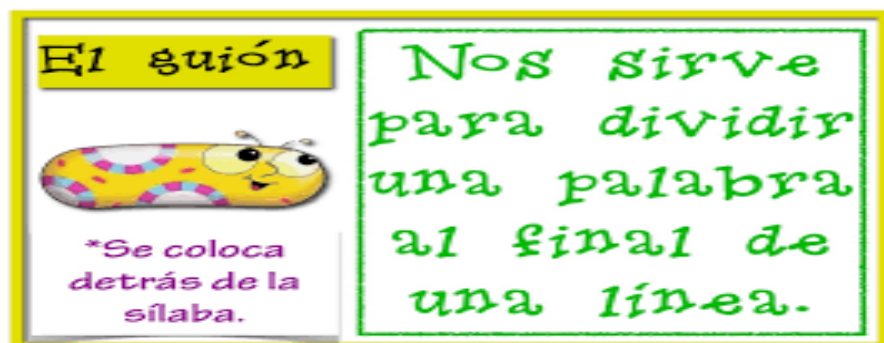 El guión
*Se coloca
detrás de la
sílaba.
Nos sirve
para dividir
una palabra
al final de
una línea.